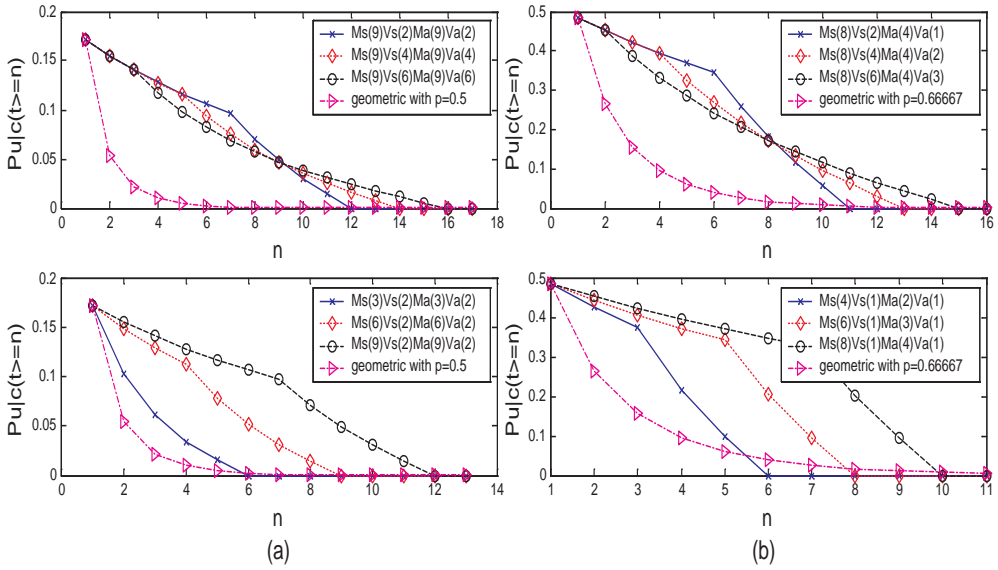 0.2
0.15
0.1
0.05
0
0 2 4 6 8 10 12 14 16 18
Pu|c(t>=n)
n
Ms(9)Vs(2)Ma(9)Va(2)
Ms(9)Vs(4)Ma(9)Va(4)
Ms(9)Vs(6)Ma(9)Va(6)
geometric with p=0.5
0.5
0.4
0.3
0.2
0.1
0
0 2 4 6 8 10 12 14 16
Pu|c(t>=n)
n
Ms(8)Vs(2)Ma(4)Va(1)
Ms(8)Vs(4)Ma(4)Va(2)
Ms(8)Vs(6)Ma(4)Va(3)
geometric with p=0.66667
0.2
0.15
0.1
0.05
0
0 2 4 6 8 10 12 14
Pu|c(t>=n)
n
Ms(3)Vs(2)Ma(3)Va(2)
Ms(6)Vs(2)Ma(6)Va(2)
Ms(9)Vs(2)Ma(9)Va(2)
geometric with p=0.5
(a)
0.5
0.4
0.3
0.2
0.1
0
1 2 3 4 5 6 7 8 9 10 11
Pu|c(t>=n)
n
Ms(4)Vs(1)Ma(2)Va(1)
Ms(6)Vs(1)Ma(3)Va(1)
Ms(8)Vs(1)Ma(4)Va(1)
geometric with p=0.66667
(b)